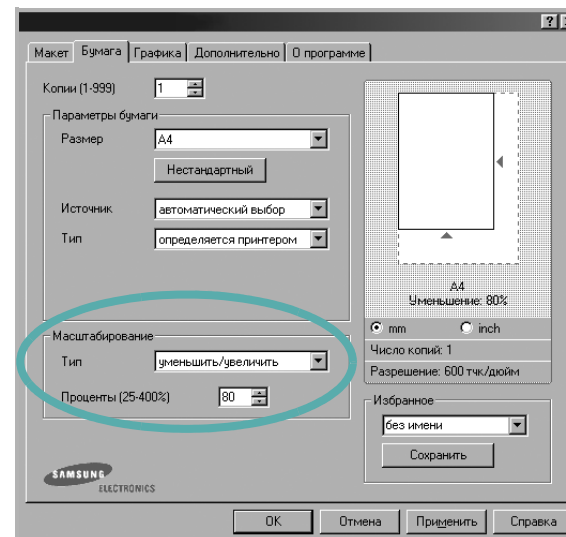 Макет Бумага Графика Дополнительно О программе
Копии (1-999) 1
Параметры бумаги
Размер A4
Нестандартный
Источник автоматический выбор
Тип определяется принтером
Масштабирование
Тип уменьшить/увеличить
Проценты (25-400%) 80
SAMSUNG
ELECTRONICS
A4
Уменьшение: 80%
mm inch
Число копий: 1
Разрешение: 600 тчк/дюйм
Избранное
без имени
Сохранить
OK Отмена Применить Справка